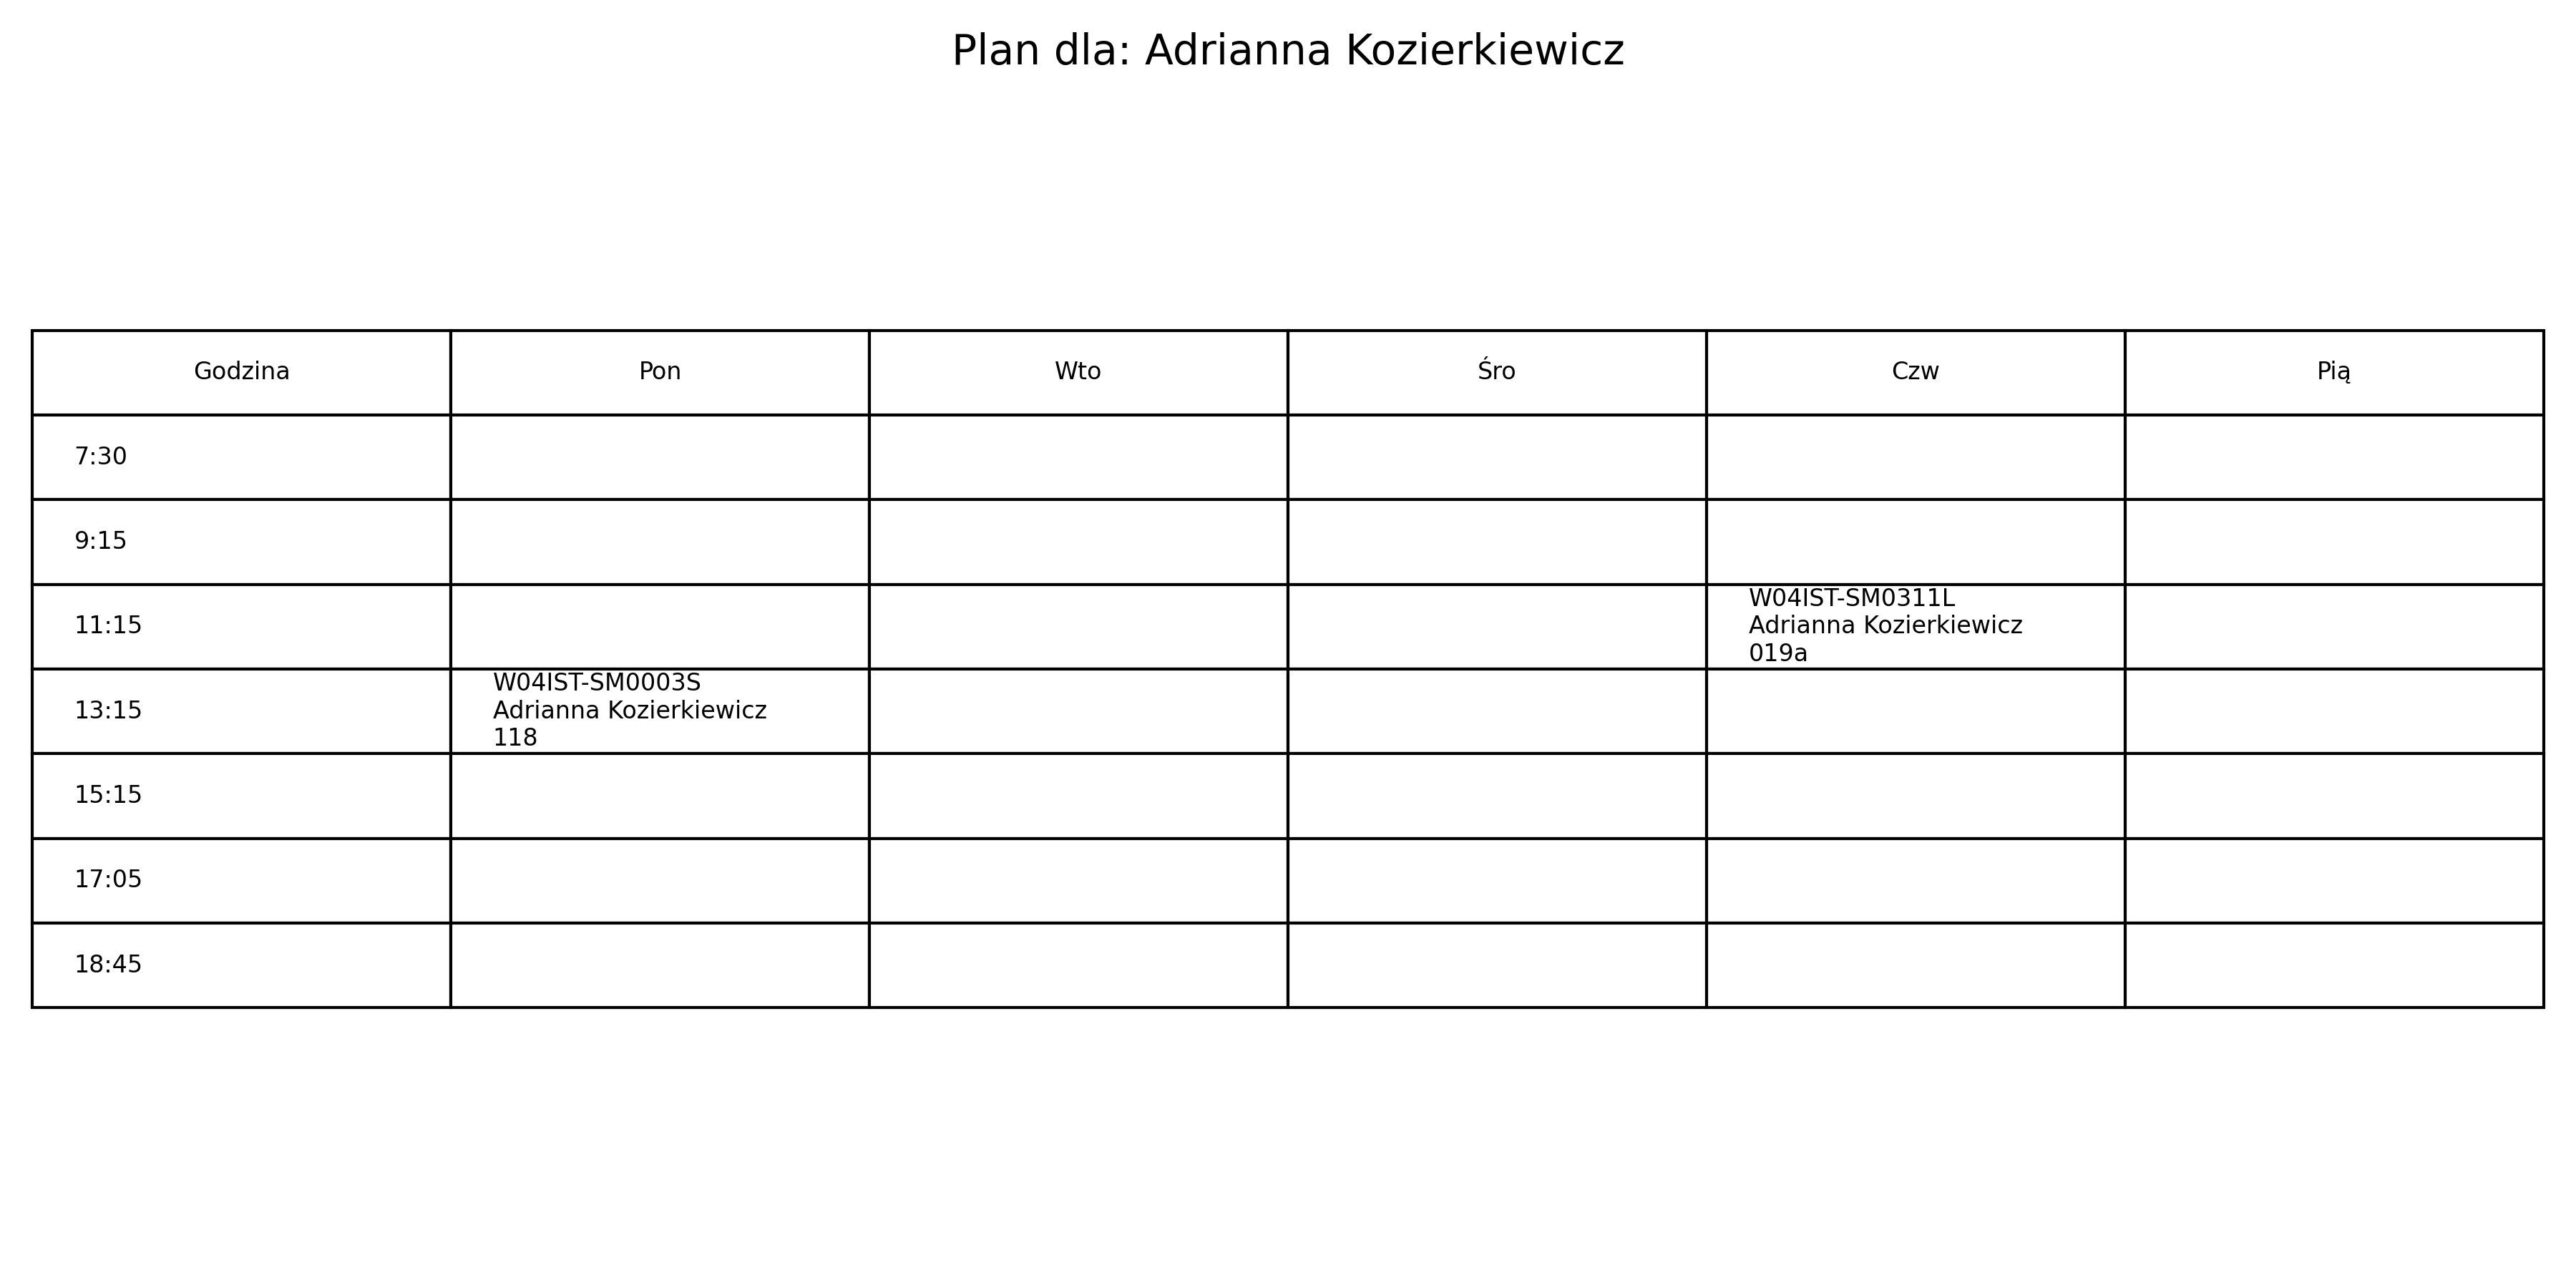 Plan dla: Adrianna Kozierkiewicz
Godzina Pon Wto Śro Czw Pią
7:30
9:15
11:15
W04IST-SM0311L
Adrianna Kozierkiewicz
019a
13:15
W04IST-SM0003S
Adrianna Kozierkiewicz
118
15:15
17:05
18:45